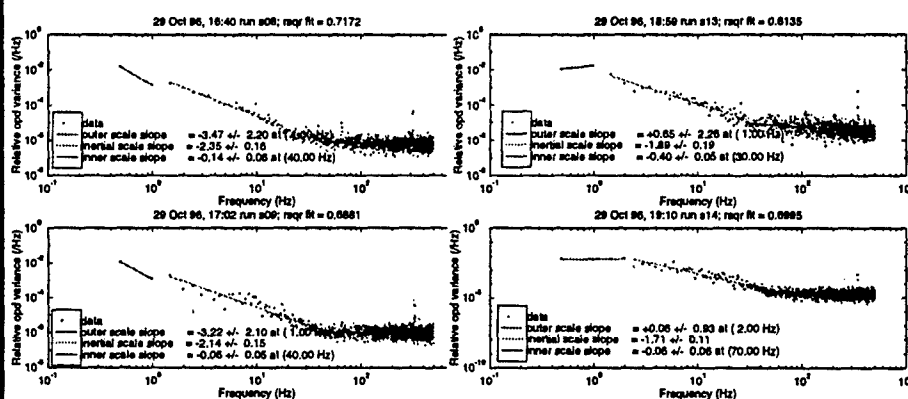 29 Oct 96, 16:40 run s08; rsqr fit = 0.7172
Relative opd variance (/Hz)
data
outer scale slope = -3.47 +/- 2.20 at ( 1.00 Hz)
inertial scale slope = -2.35 +/- 0.16
inner scale slope = -0.14 +/- 0.06 (40.00 Hz)
Frequency (Hz)
29 Oct 96, 18:59 run s13; rsqr fit = 0.6135
Relative opd variance (/Hz)
data
outer scale slope = +0.65 +/- 2.26 at ( 1.00 Hz)
inertial scale slope = -1.89 +/- 0.19
inner scale slope = -0.40 +/- 0.05 (30.00 Hz)
Frequency (Hz)
29 Oct 96, 17:02 run s09; rsqr fit = 0.6881
Relative opd variance (/Hz)
data
outer scale slope = -3.22 +/- 2.10 at ( 1.00
inertial scale slope = -2.14 +/- 0.15
inner scale slope = -0.06 +/- 0.05 (40.00 Hz)
Frequency (Hz)
29 Oct 96, 19:10 run s14; rsqr fit = 0.6995
Relative opd variance (/Hz)
data
outer scale slope = +0.06 +/- 0.93 at ( 2.00 Hz)
inertial scale slope = -1.71 +/- 0.11
inner scale slope = -0.06 +/- 0.06 (70.00 Hz)
Frequency (Hz)